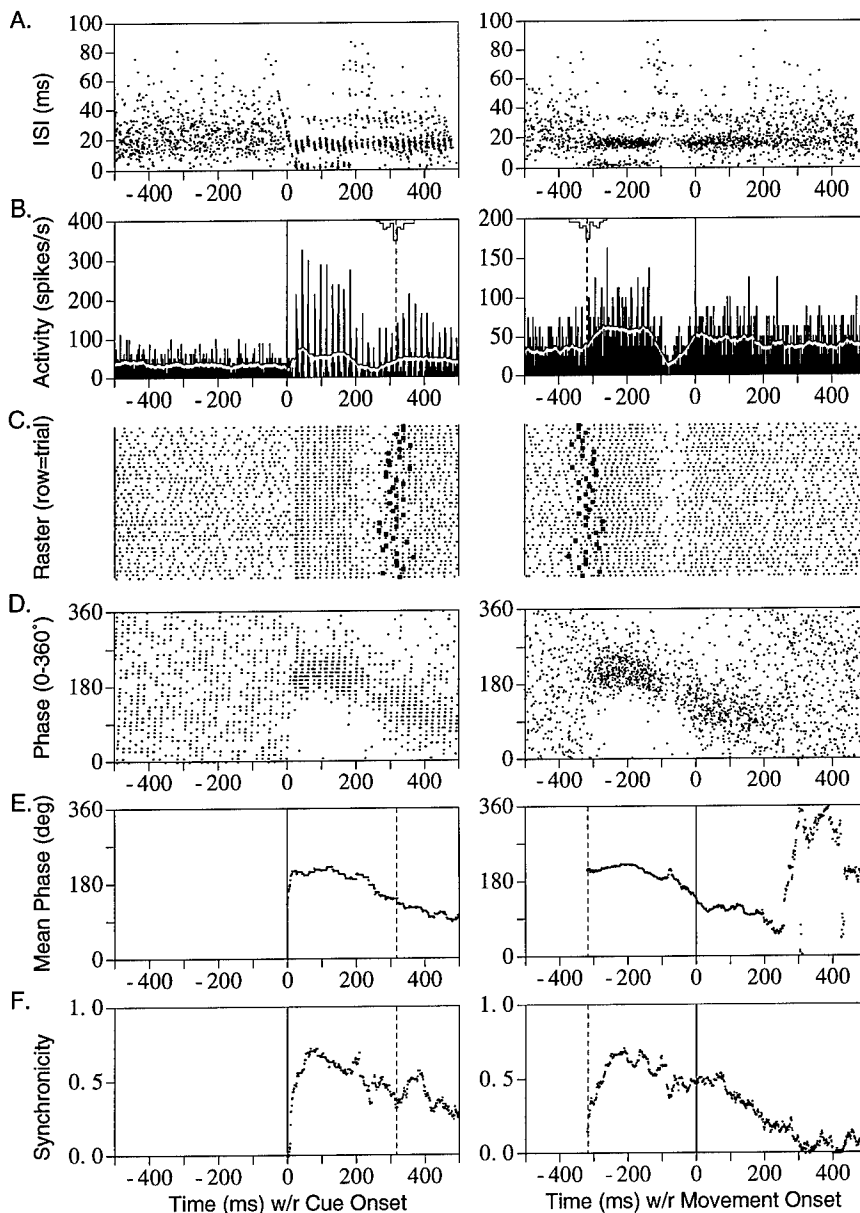 A.
ISI (ms)
100
80
60
40
20
0
-400 -200 0 200 400
100
80
60
40
20
0
-400 -200 0 200 400
B.
Activity (spikes/s)
400
300
200
100
0
-400 -200 0 200 400
200
150
100
50
0
-400 -200 0 200 400
C.
Raster (row=trial)
D.
Phase (0-360°)
360
180
0
-400 -200 0 200 400
360
180
0
-400 -200 0 200 400
E.
Mean Phase (deg)
360
180
0
-400 -200 0 200 400
360
180
0
-400 -200 0 200 400
F.
Synchronicity
1.0
0.5
0.0
-400 -200 0 200 400
Time (ms) w/r Cue Onset
1.0
0.5
0.0
-400 -200 0 200 400
Time (ms) w/r Movement Onset